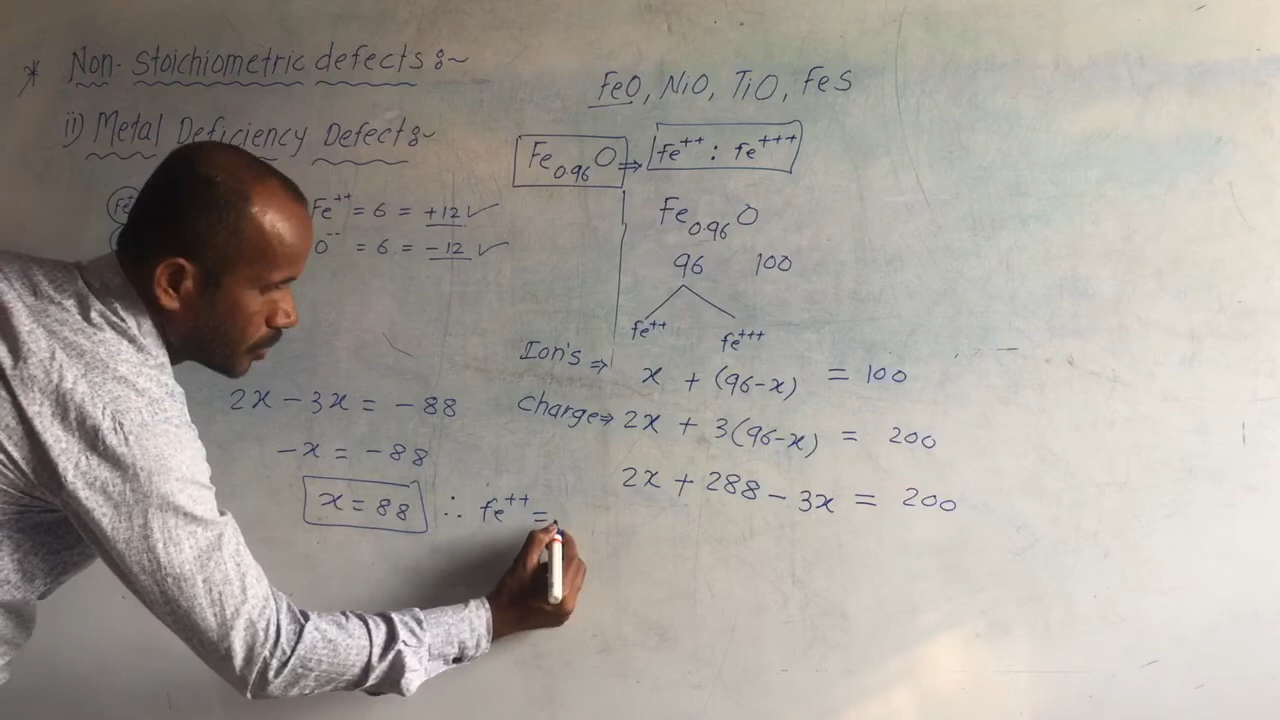 * Non-Stoichiometric defects:~
ii) Metal Deficiency Defect:~
Fe⁺⁺ = 6 = +12 ✓
O⁻⁻ = 6 = -12 ✓
2x - 3x = -88
-x = -88
x = 88 ∴ fe⁺⁺ =
FeO, NiO, TiO, FeS
Fe₀.₉₆O ⇒ fe⁺⁺ : fe⁺⁺⁺
Fe₀.₉₆O
96 100
fe⁺⁺ fe⁺⁺⁺
Ion's ⇒ x + (96-x) = 100
Charge ⇒ 2x + 3(96-x) = 200
2x + 288 - 3x = 200